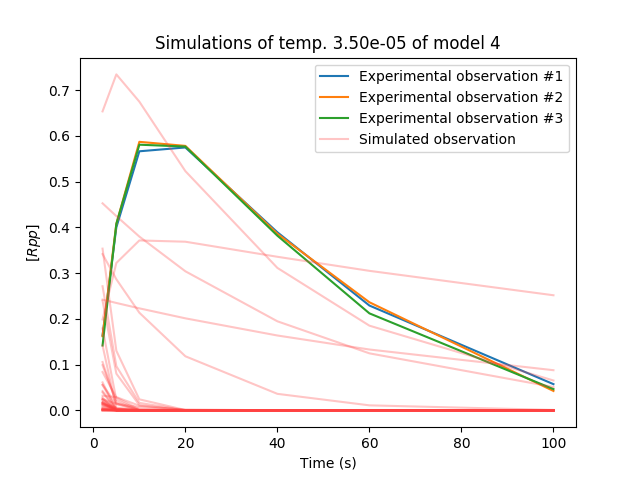 Simulations of temp. 3.50e-05 of model 4
Experimental observation #1
Experimental observation #2
Experimental observation #3
Simulated observation
[Rpp]
0.7
0.6
0.5
0.4
0.3
0.2
0.1
0.0
0 20 40 60 80 100
Time (s)